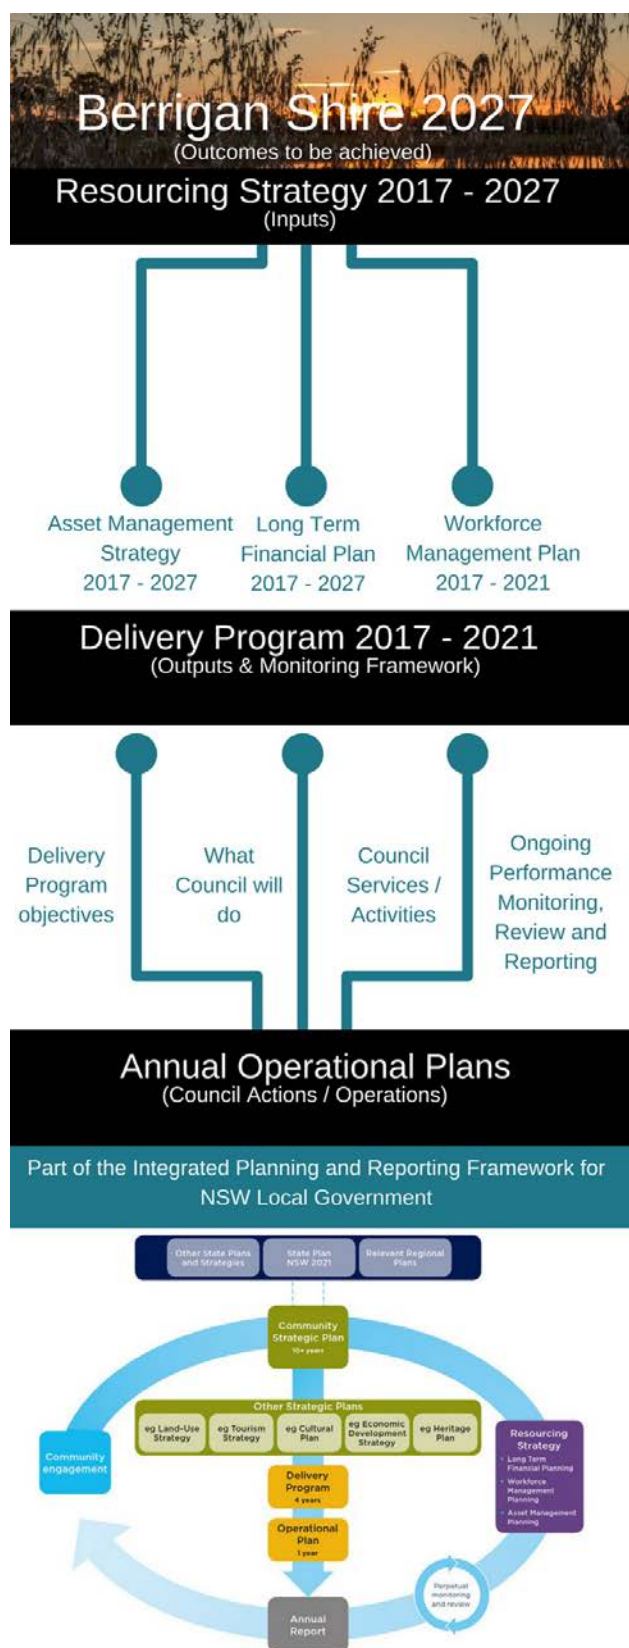 Berrigan Shire 2027
(Outcomes to be achieved)
Resourcing Strategy 2017 - 2027
(Inputs)
Asset Management
Strategy
2017 - 2027
Long Term
Financial Plan
2017 - 2027
Workforce
Management Plan
2017 - 2021
Delivery Program 2017 - 2021
(Outputs & Monitoring Framework)
Delivery
Program
objectives
What
Council will
do
Council
Services /
Activities
Ongoing
Performance
Monitoring,
Review and
Reporting
Annual Operational Plans
(Council Actions / Operations)
Part of the Integrated Planning and Reporting Framework for
NSW Local Government
Other State Plans
and Strategies
State Plan
NSW 2021
Relevant Regional
Plans
Community
Strategic Plan
10+ years
Other Strategic Plans
eg Land-Use
Strategy
eg Tourism
Strategy
eg Cultural
Plan
eg Economic
Development
Strategy
eg Heritage
Plan
Community
engagement
Resourcing
Strategy
• Long Term
Financial Planning
• Workforce
Management
Planning
• Asset Management
Planning
Delivery
Program
4 years
Operational
Plan
1 year
Perpetual
monitoring
and review
Annual
Report